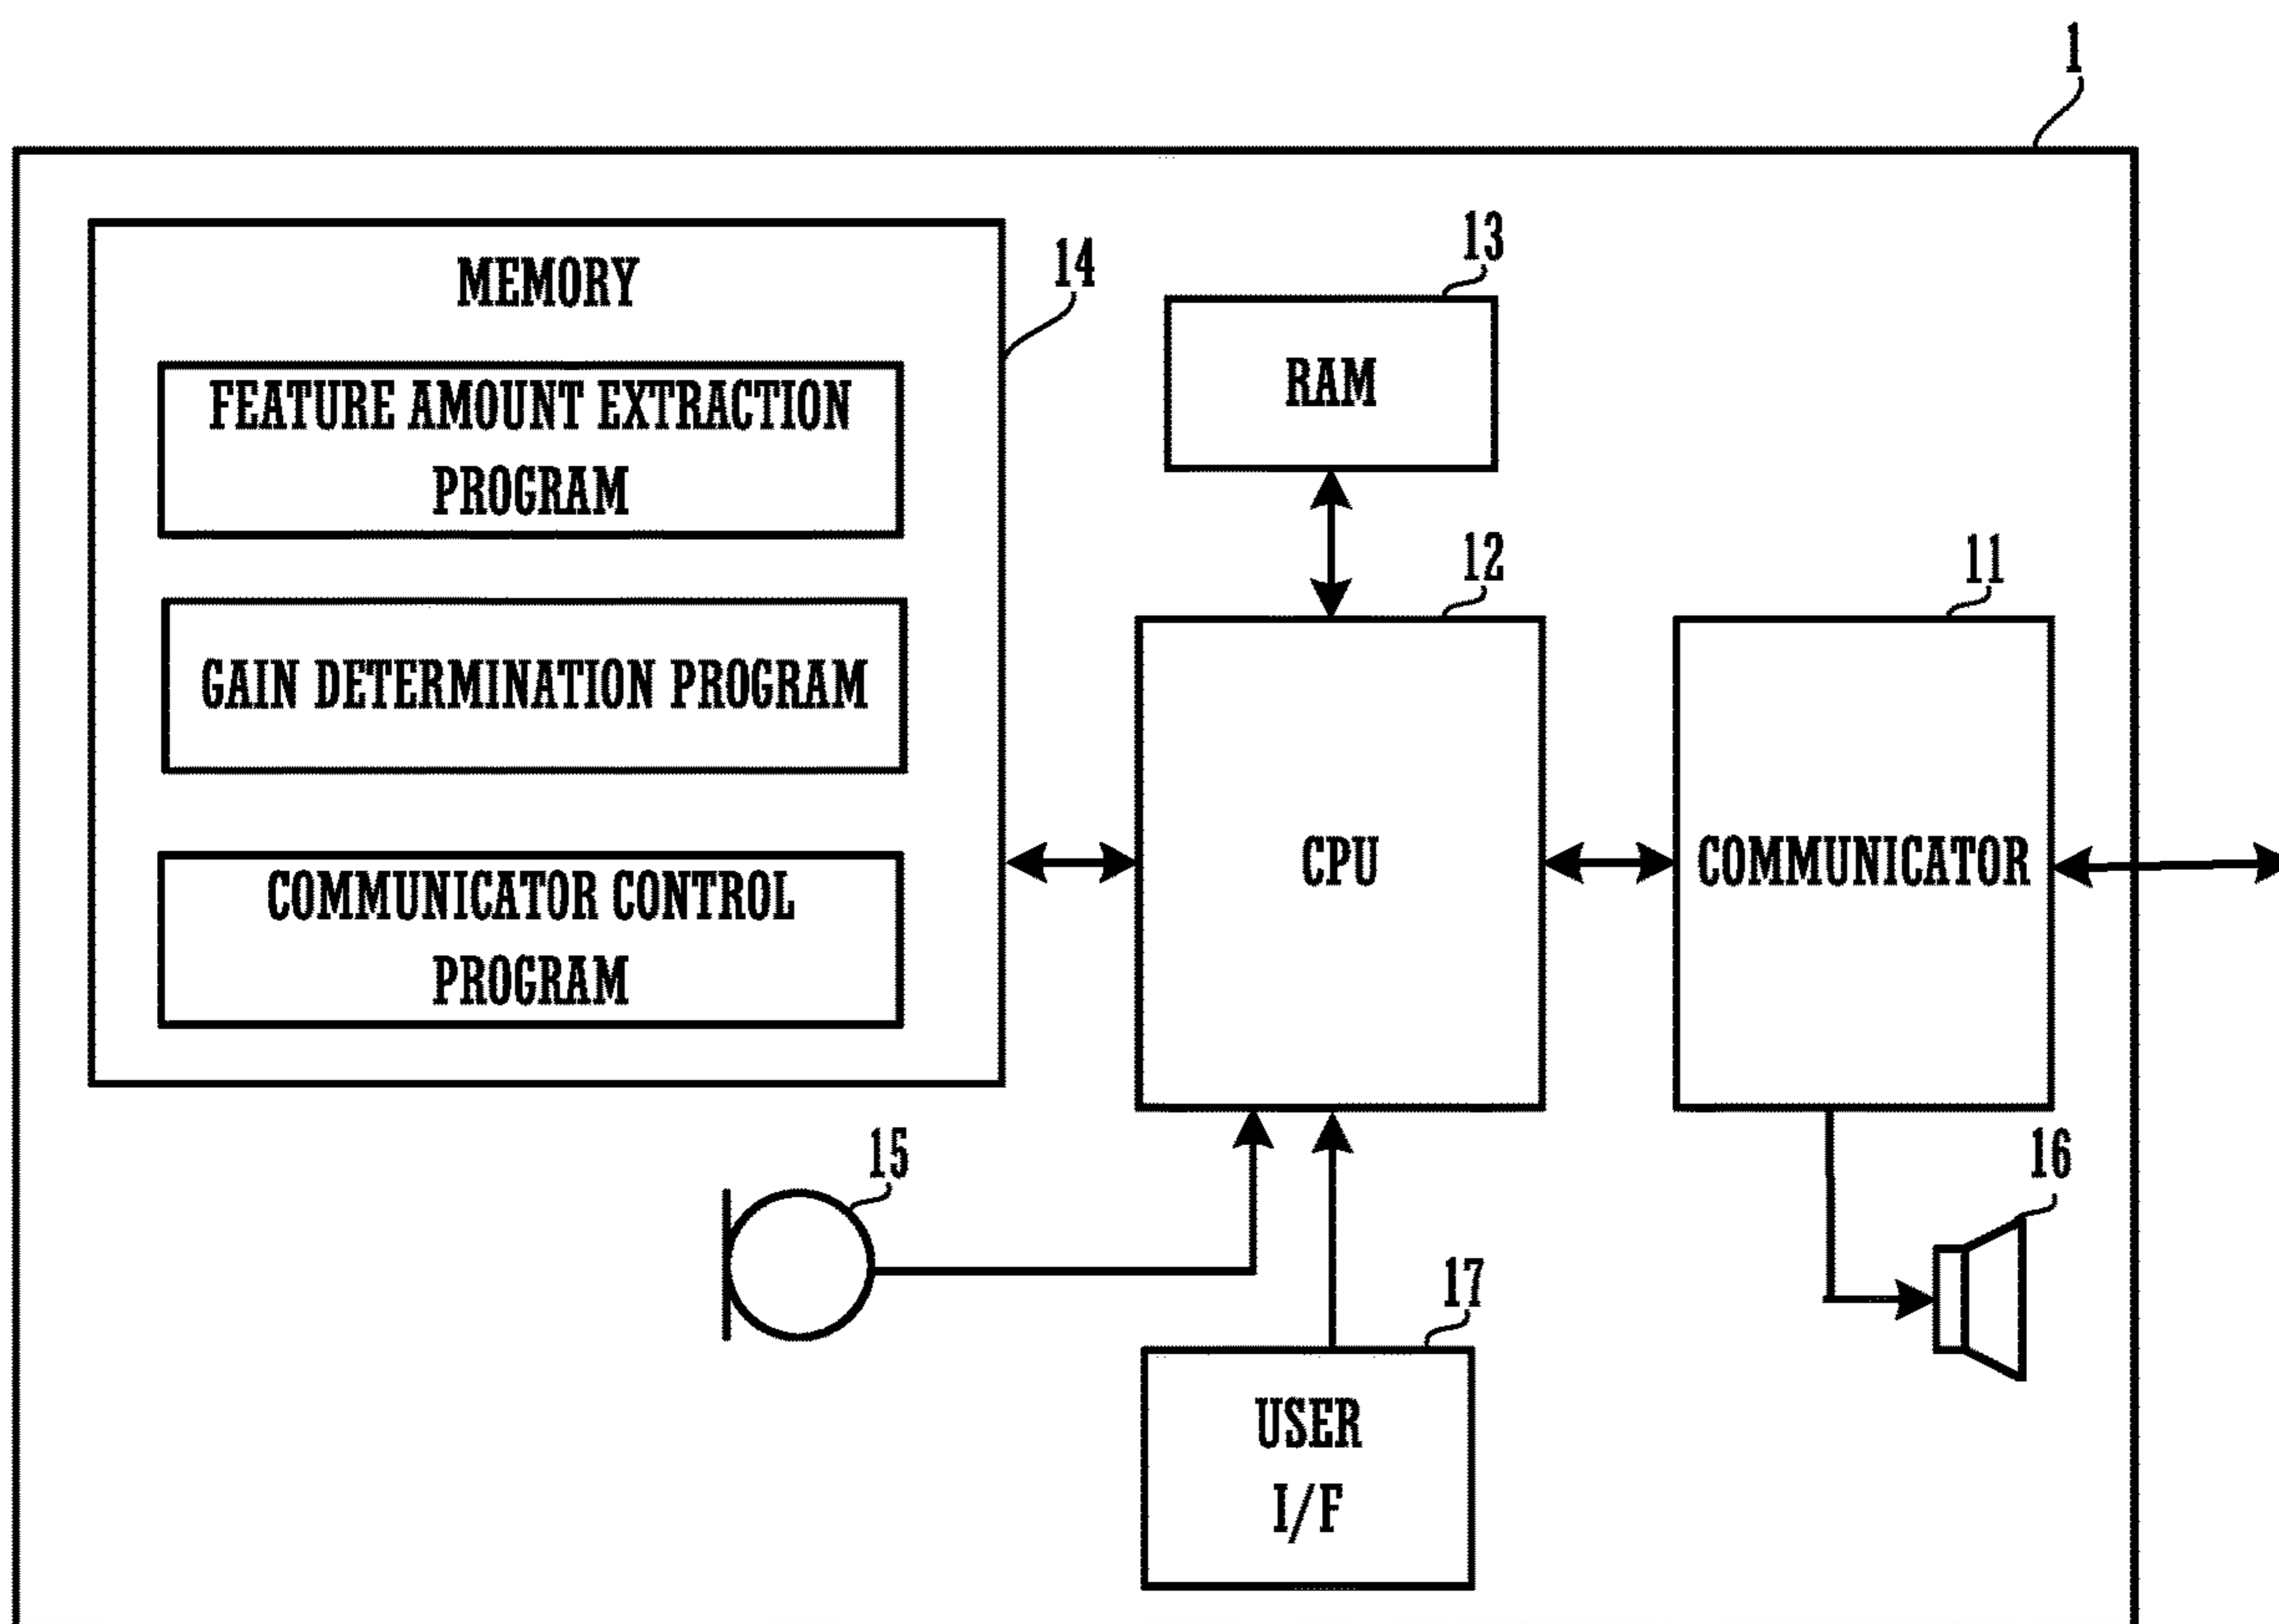 1
MEMORY
14
FEATURE AMOUNT EXTRACTION
PROGRAM
GAIN DETERMINATION PROGRAM
COMMUNICATOR CONTROL
PROGRAM
13
RAM
12
CPU
11
COMMUNICATOR
15
16
17
USER
I/F